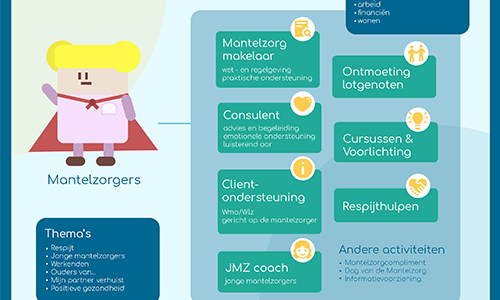 • arbeid
• financiën
• wonen
Mantelzorg
makelaar
wet - en regelgeving
praktische ondersteuning
Ontmoeting
lotgenoten
Consulent
advies en begeleiding
emotionele ondersteuning
luisterend oor
Cursussen &
Voorlichting
Mantelzorgers
Client-
ondersteuning
Wmo/Wlz
gericht op de mantelzorger
Respijthulpen
Thema's
• Respijt
• Jonge mantelzorgers
• Werkenden
• Ouders van...
• Mijn partner verhuist
• Positieve gezondheid
JMZ coach
jonge mantelzorgers
Andere activiteiten
• Mantelzorgcompliment
• Dag van de Mantelzorg
• Informatievoorziening